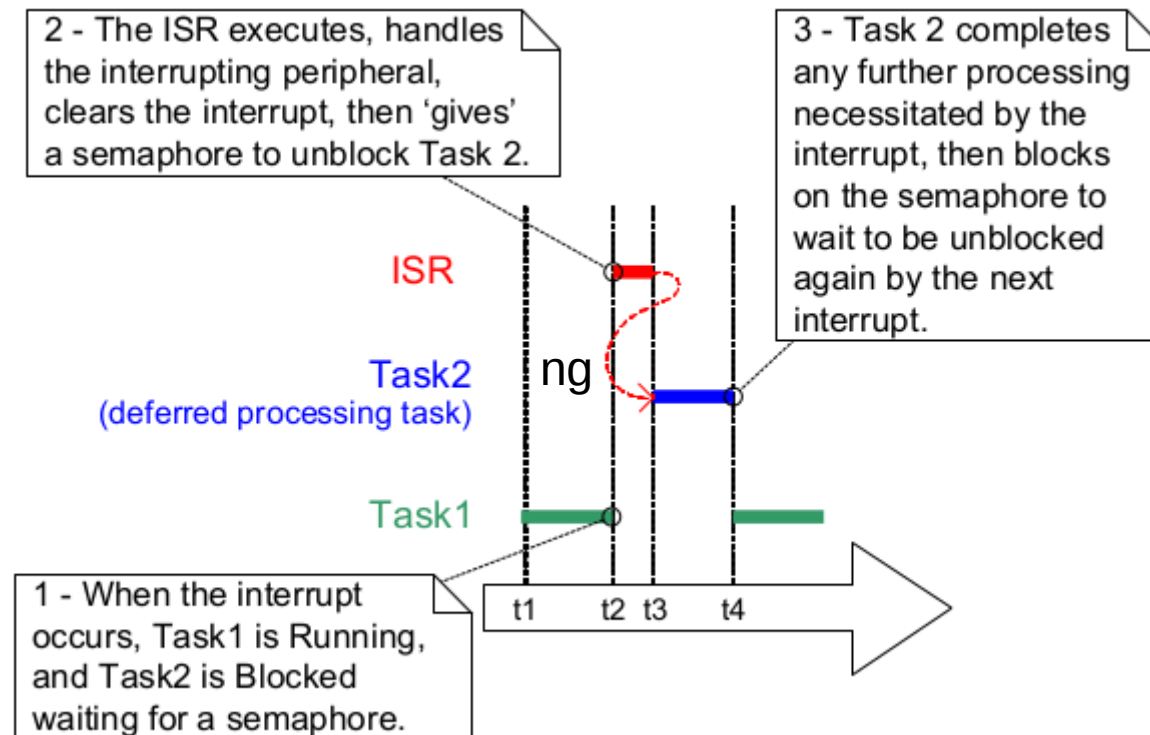 2 - The ISR executes, handles
the interrupting peripheral,
clears the interrupt, then ‘gives’
a semaphore to unblock Task 2.
3 - Task 2 completes
any further processing
necessitated by the
interrupt, then blocks
on the semaphore to
wait to be unblocked
again by the next
interrupt.
ISR
ng
Task2
(deferred processing task)
Task1
t1 t2 t3 t4
1 - When the interrupt
occurs, Task1 is Running,
and Task2 is Blocked
waiting for a semaphore.